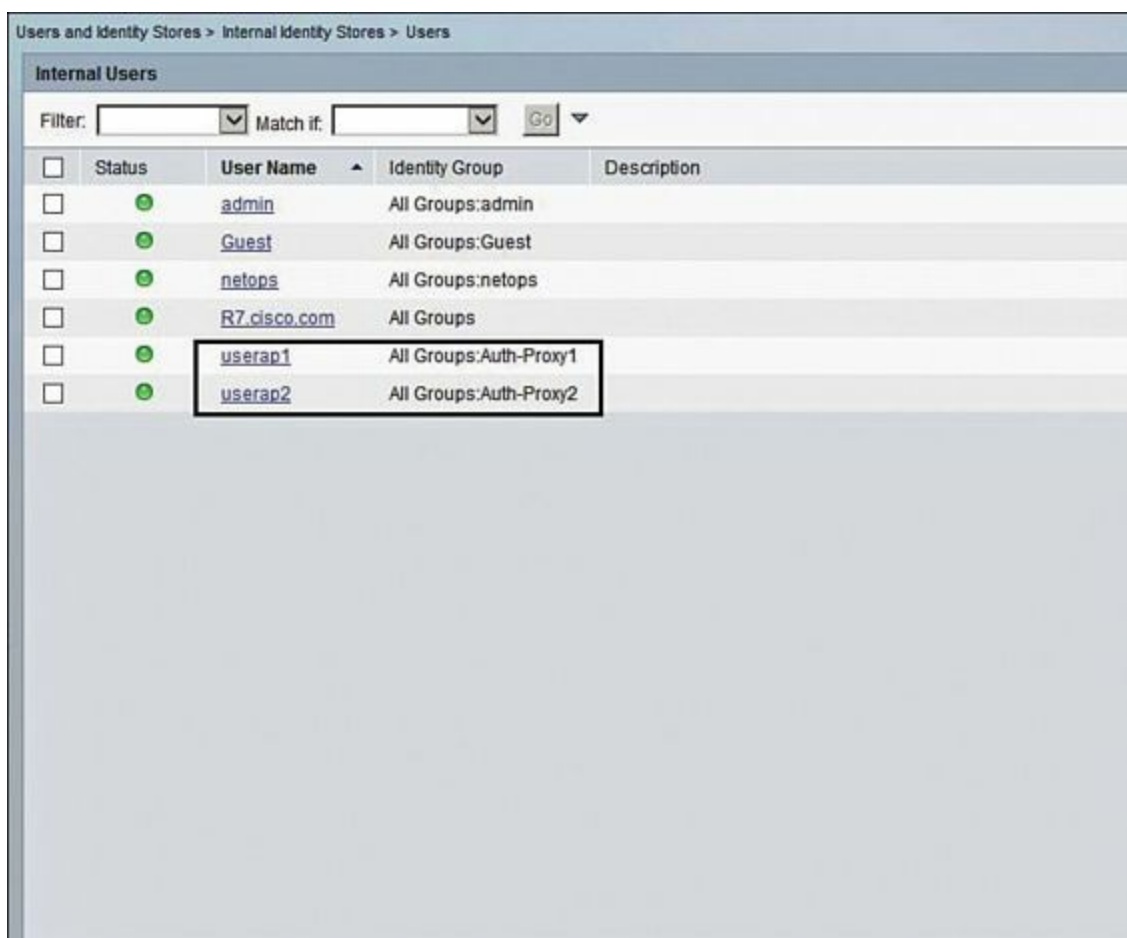 Users and Identity Stores > Internal Identity Stores > Users
Internal Users
Filter: Match if: Go
Status User Name Identity Group Description
admin All Groups:admin
Guest All Groups:Guest
netops All Groups:netops
R7.cisco.com All Groups
userap1 All Groups:Auth-Proxy1
userap2 All Groups:Auth-Proxy2